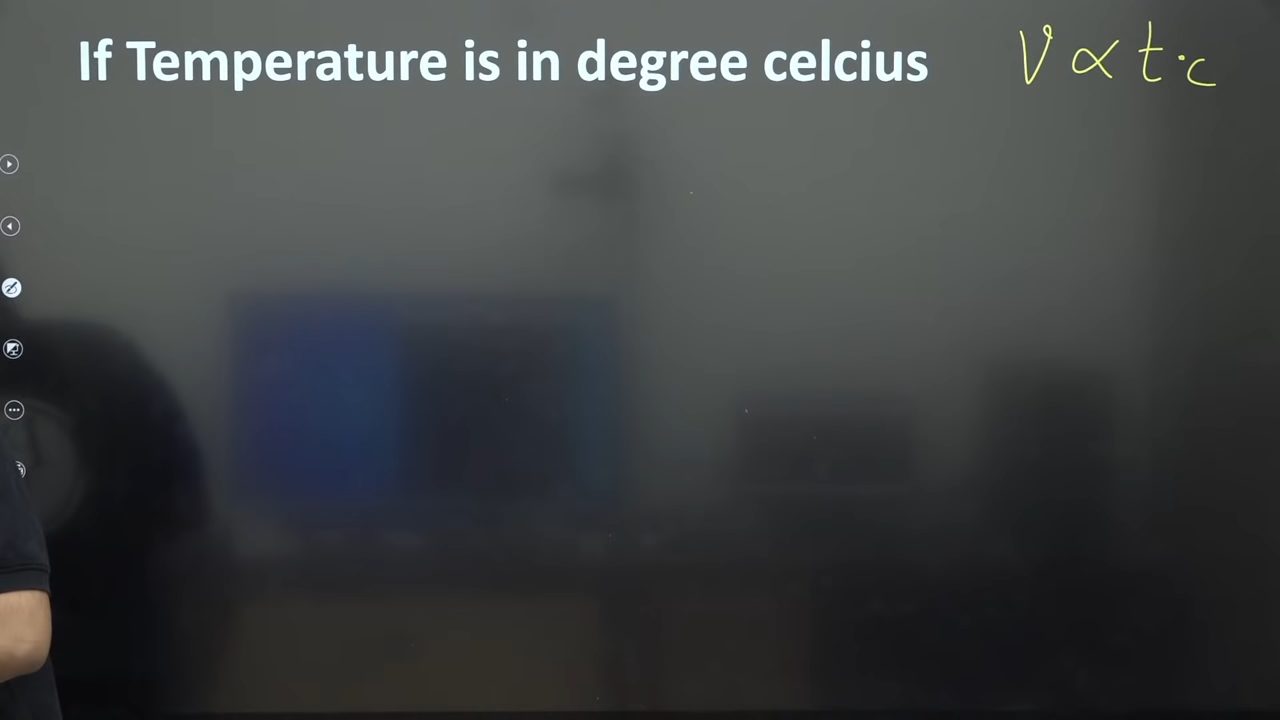 If Temperature is in degree celcius V ∝ t·c